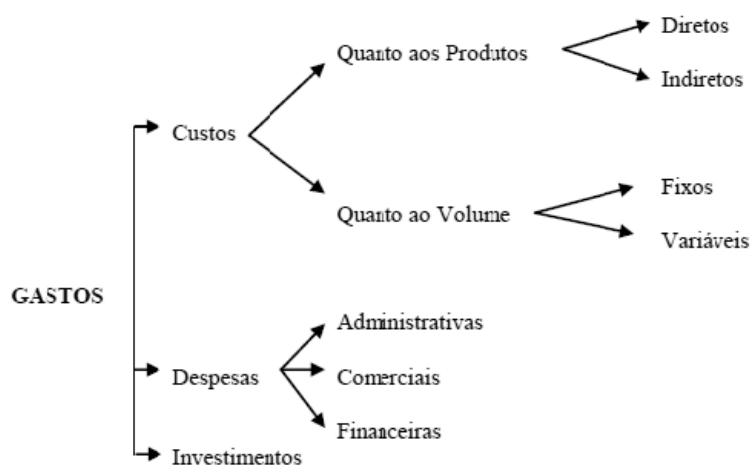 Diretos
Quanto aos Produtos
Indiretos
Custos
Fixos
Quanto ao Volume
Variáveis
GASTOS
Administrativas
Despesas
Comerciais
Financeiras
Investimentos